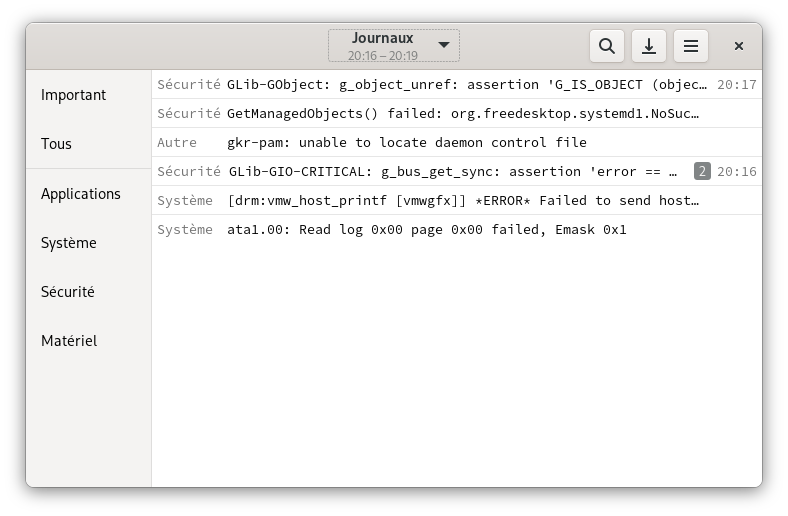 Journaux
20:16 – 20:19
Important
Tous
Applications
Système
Sécurité
Matériel
Sécurité GLib-GObject: g_object_unref: assertion 'G_IS_OBJECT (objec… 20:17
Sécurité GetManagedObjects() failed: org.freedesktop.systemd1.NoSuc…
Autre gkr-pam: unable to locate daemon control file
Sécurité GLib-GIO-CRITICAL: g_bus_get_sync: assertion 'error == … 2 20:16
Système [drm:vmw_host_printf [vmwgfx]] *ERROR* Failed to send host…
Système ata1.00: Read log 0x00 page 0x00 failed, Emask 0x1